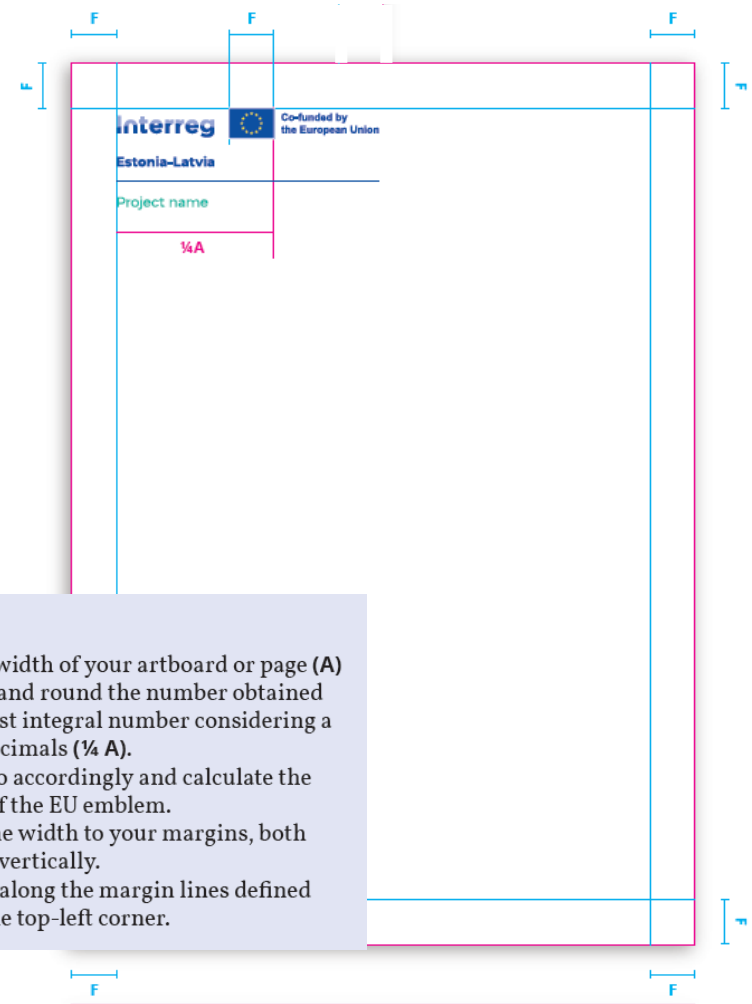 F F F
F F
Interreg Co-funded by
the European Union
Estonia-Latvia
Project name
¼A
width of your artboard or page (A)
and round the number obtained
st integral number considering a
cimals (¼ A).
o accordingly and calculate the
f the EU emblem.
e width to your margins, both
vertically.
along the margin lines defined
e top-left corner.
F
F F